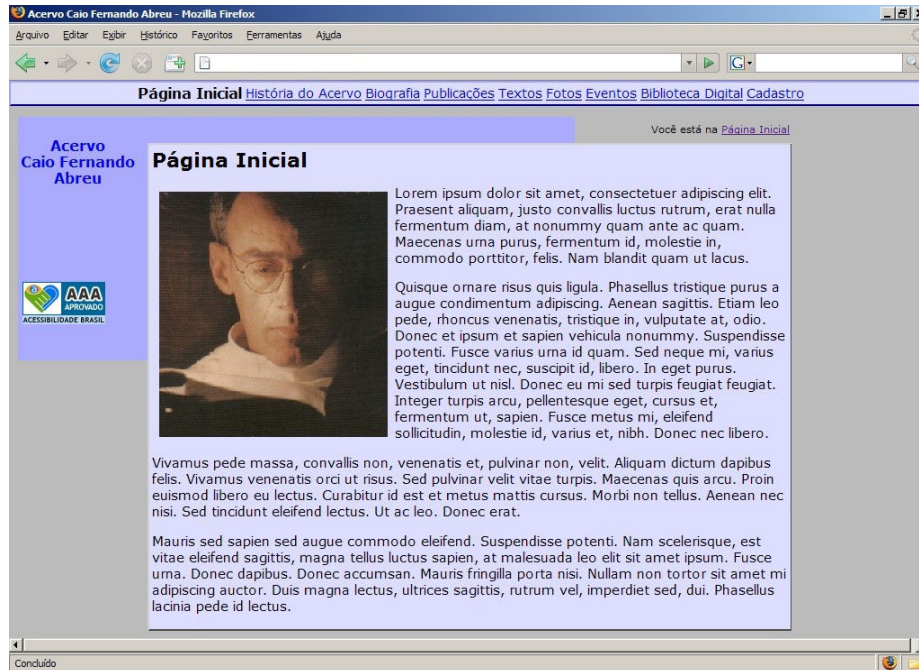 Acervo Caio Fernando Abreu - Mozilla Firefox
Arquivo Editar Exibir Histórico Favoritos Ferramentas Ajuda
G
Página Inicial História do Acervo Biografia Publicações Textos Fotos Eventos Biblioteca Digital Cadastro
Você está na Página Inicial
Acervo
Caio Fernando
Abreu
AAA
APROVADO
ACESSIBILIDADE BRASIL
Página Inicial
Lorem ipsum dolor sit amet, consectetuer adipiscing elit.
Praesent aliquam, justo convallis luctus rutrum, erat nulla
fermentum diam, at nonummy quam ante ac quam.
Maecenas urna purus, fermentum id, molestie in,
commodo porttitor, felis. Nam blandit quam ut lacus.
Quisque ornare risus quis ligula. Phasellus tristique purus a
augue condimentum adipiscing. Aenean sagittis. Etiam leo
pede, rhoncus venenatis, tristique in, vulputate at, odio.
Donec et ipsum et sapien vehicula nonummy. Suspendisse
potenti. Fusce varius urna id quam. Sed neque mi, varius
eget, tincidunt nec, suscipit id, libero. In eget purus.
Vestibulum ut nisl. Donec eu mi sed turpis feugiat feugiat.
Integer turpis arcu, pellentesque eget, cursus et,
fermentum ut, sapien. Fusce metus mi, eleifend
sollicitudin, molestie id, varius et, nibh. Donec nec libero.
Vivamus pede massa, convallis non, venenatis et, pulvinar non, velit. Aliquam dictum dapibus
felis. Vivamus venenatis orci ut risus. Sed pulvinar velit vitae turpis. Maecenas quis arcu. Proin
euismod libero eu lectus. Curabitur id est et metus mattis cursus. Morbi non tellus. Aenean nec
nisi. Sed tincidunt eleifend lectus. Ut ac leo. Donec erat.
Mauris sed sapien sed augue commodo eleifend. Suspendisse potenti. Nam scelerisque, est
vitae eleifend sagittis, magna tellus luctus sapien, at malesuada leo elit sit amet ipsum. Fusce
urna. Donec dapibus. Donec accumsan. Mauris fringilla porta nisi. Nullam non tortor sit amet mi
adipiscing auctor. Duis magna lectus, ultrices sagittis, rutrum vel, imperdiet sed, dui. Phasellus
lacinia pede id lectus.
Concluído